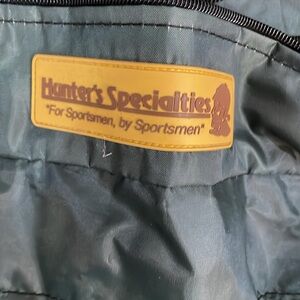 Hunter's Specialties
"For Sportsmen, by Sportsmen"